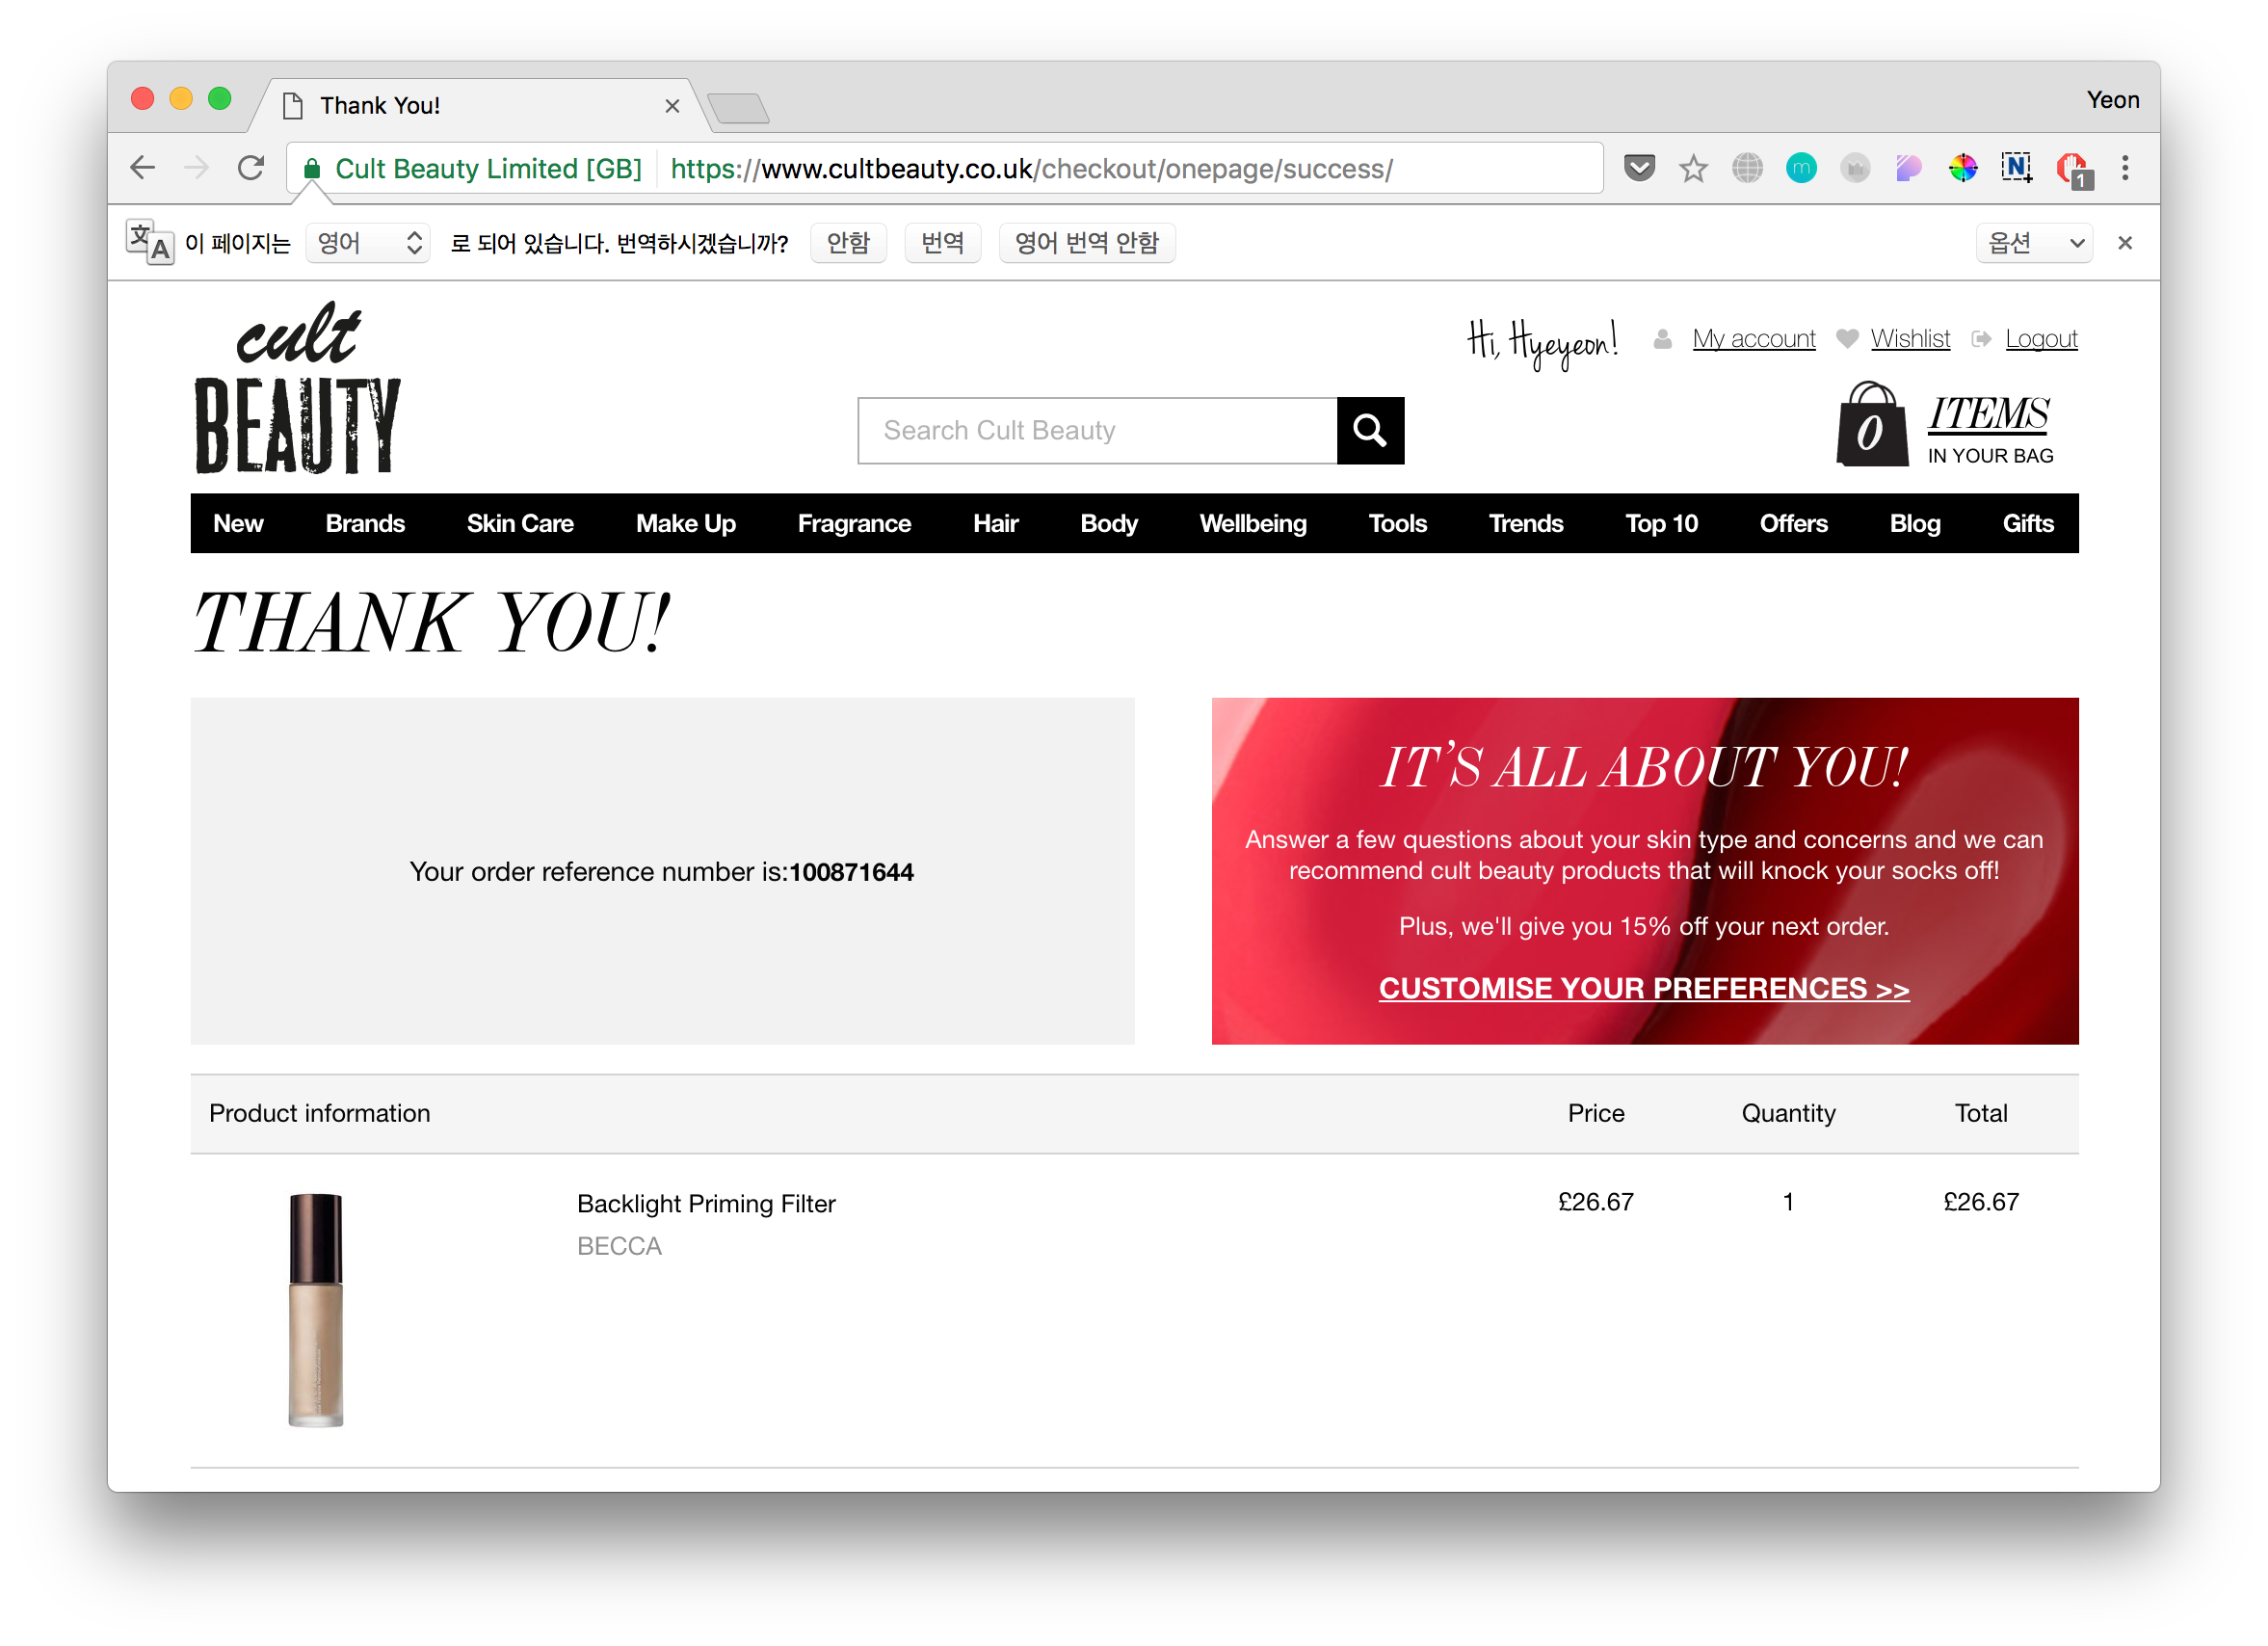 Thank You!
Yeon
Cult Beauty Limited [GB] https://www.cultbeauty.co.uk/checkout/onepage/success/
1
文A 이 페이지는 영어 로 되어 있습니다. 번역하시겠습니까? 안함 번역 영어 번역 안함 옵션
cult
BEAUTY
Hi, Hyeyeon! My account Wishlist Logout
Search Cult Beauty
0 ITEMS
IN YOUR BAG
New Brands Skin Care Make Up Fragrance Hair Body Wellbeing Tools Trends Top 10 Offers Blog Gifts
THANK YOU!
Your order reference number is:100871644
IT'S ALL ABOUT YOU!
Answer a few questions about your skin type and concerns and we can
recommend cult beauty products that will knock your socks off!
Plus, we'll give you 15% off your next order.
CUSTOMISE YOUR PREFERENCES >>
Product information Price Quantity Total
Backlight Priming Filter £26.67 1 £26.67
BECCA